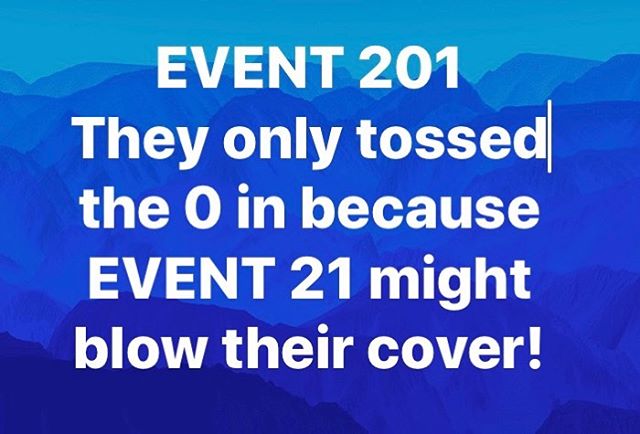 EVENT 201
They only tossed
the 0 in because
EVENT 21 might
blow their cover!